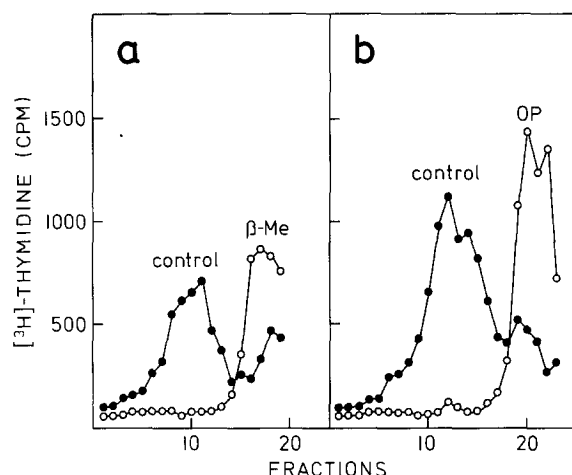 a
b
OP
control
β-Me
control
1500
1000
500
[³H]-THYMIDINE (CPM)
10
20
10
20
FRACTIONS